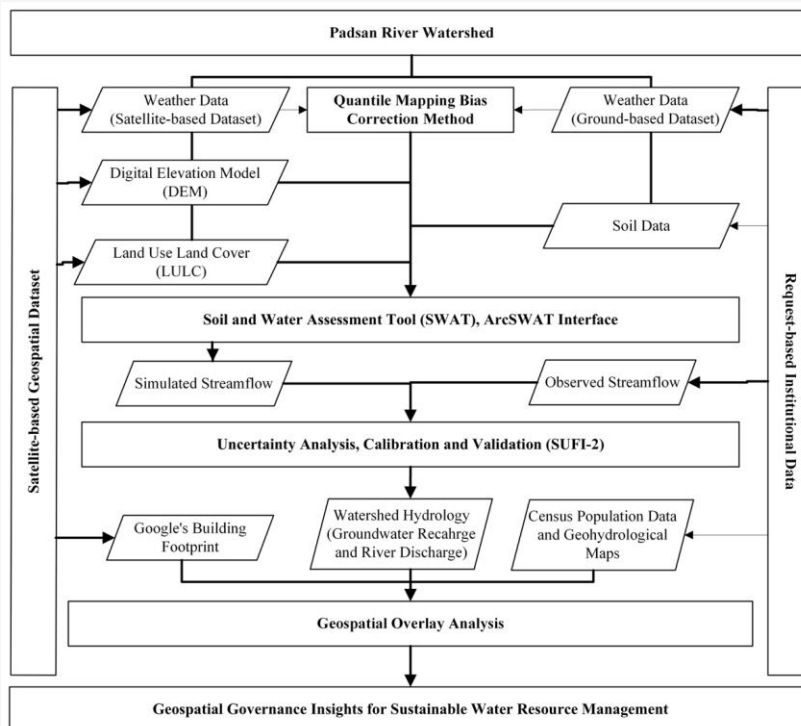 Padsan River Watershed
Weather Data
(Satellite-based Dataset)
Quantile Mapping Bias
Correction Method
Weather Data
(Ground-based Dataset)
Digital Elevation Model
(DEM)
Soil Data
Land Use Land Cover
(LULC)
Soil and Water Assessment Tool (SWAT), ArcSWAT Interface
Simulated Streamflow
Observed Streamflow
Uncertainty Analysis, Calibration and Validation (SUFI-2)
Google's Building
Footprint
Watershed Hydrology
(Groundwater Recahrge
and River Discharge)
Census Population Data
and Geohydrological
Maps
Geospatial Overlay Analysis
Geospatial Governance Insights for Sustainable Water Resource Management
Satellite-based Geospatial Dataset
Request-based Institutional Data